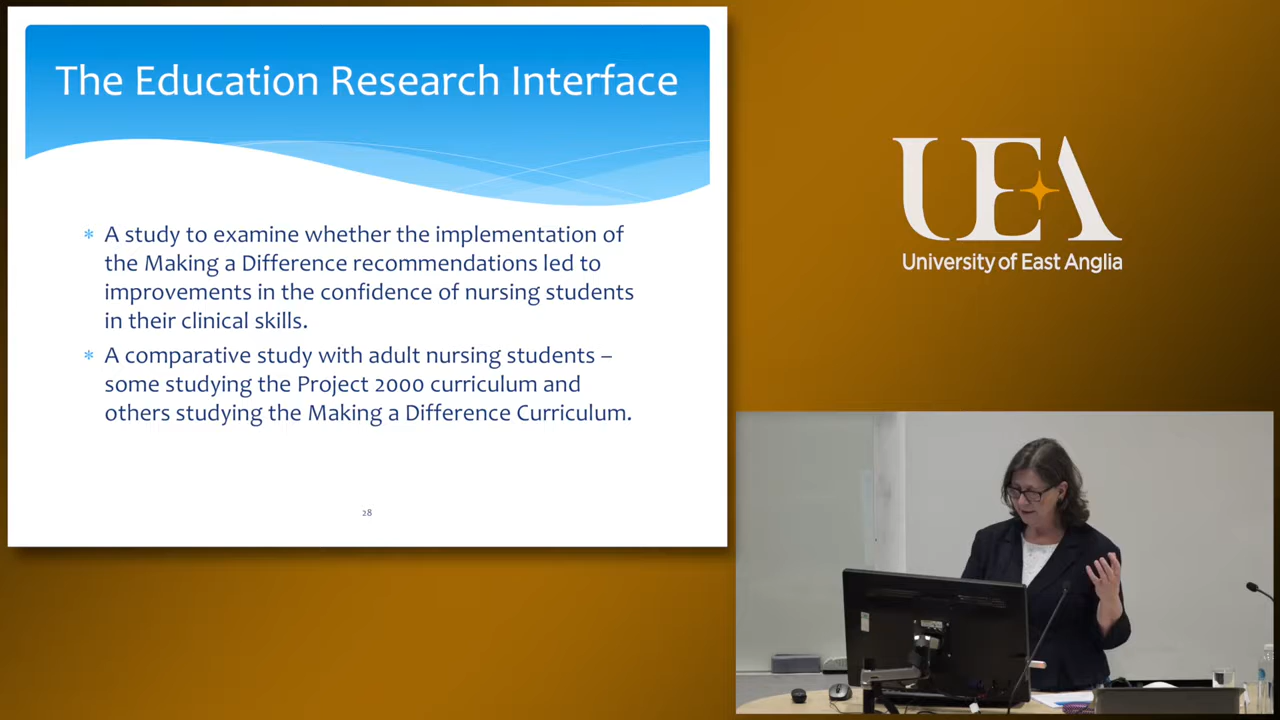 The Education Research Interface
* A study to examine whether the implementation of
the Making a Difference recommendations led to
improvements in the confidence of nursing students
in their clinical skills.
* A comparative study with adult nursing students –
some studying the Project 2000 curriculum and
others studying the Making a Difference Curriculum.
28
UEA
University of East Anglia